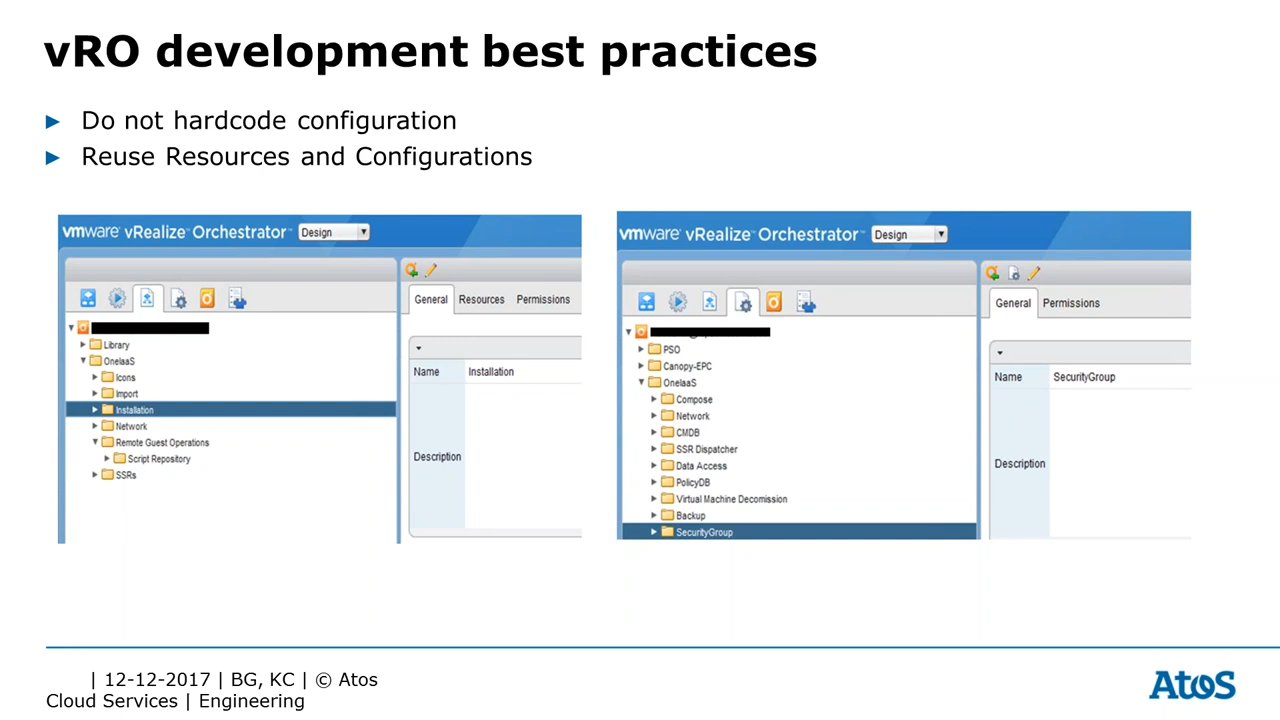 vRO development best practices
Do not hardcode configuration
Reuse Resources and Configurations
vmware vRealize Orchestrator Design
General Resources Permissions
Library
OneIaaS
Icons
Import
Installation
Network
Remote Guest Operations
Script Repository
SSRs
Name Installation
Description
vmware vRealize Orchestrator Design
General Permissions
PSO
Canopy-EPC
OneIaaS
Compose
Network
CMDB
SSR Dispatcher
Data Access
PolicyDB
Virtual Machine Decomission
Backup
SecurityGroup
Name SecurityGroup
Description
| 12-12-2017 | BG, KC | © Atos
Cloud Services | Engineering
Atos